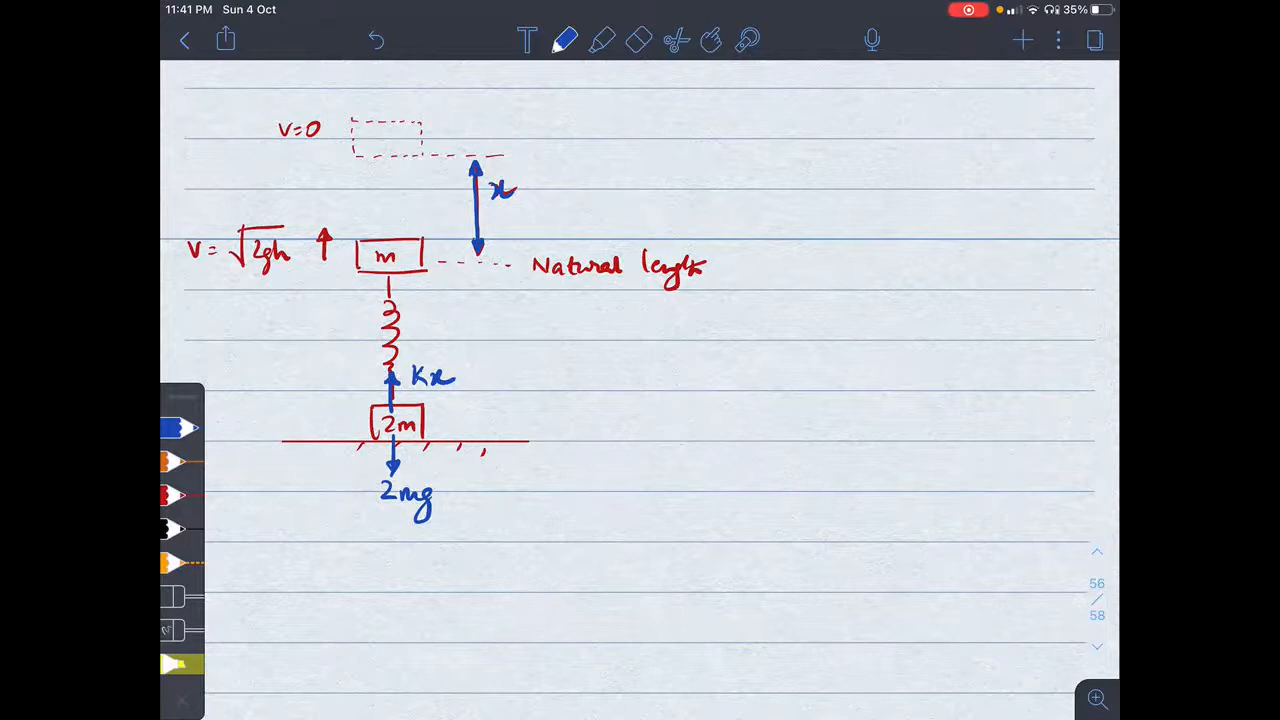 11:41 PM Sun 4 Oct
35%
T
v=0
x
v = √2gh
m
Natural length
Kx
2m
2mg
56
/
58